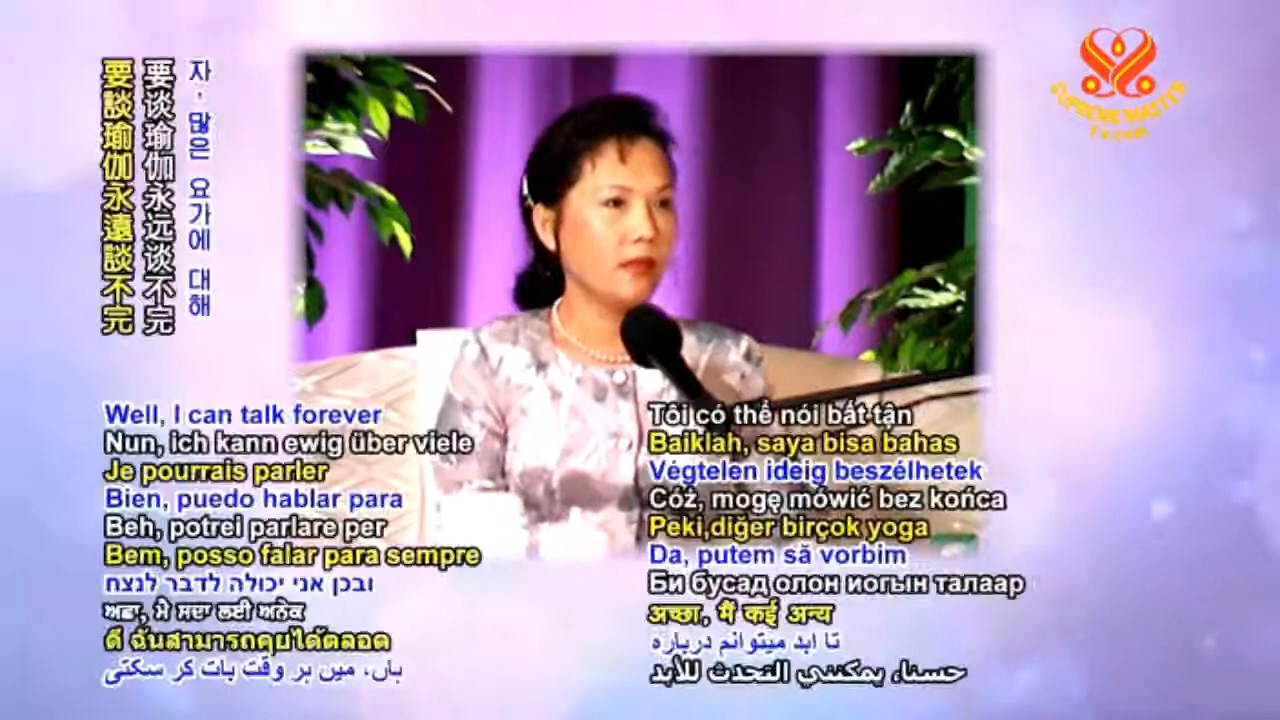 要談瑜伽永遠談不完
要谈瑜伽永远谈不完
자, 많은 요가에 대해
SUPREME MASTER
Tv.com
Well, I can talk forever
Nun, ich kann ewig über viele
Je pourrais parler
Bien, puedo hablar para
Beh, potrei parlare per
Bem, posso falar para sempre
ובכן אני יכולה לדבר לנצח
ਅਛਾ, ਮੈ ਸਦਾ ਲਈ ਅਨੇਕ
ดี ฉันสามารถคุยได้ตลอด
ہاں، میں ہر وقت بات کر سکتی
Tôi có thể nói bất tận
Baiklah, saya bisa bahas
Végtelen ideig beszélhetek
Cóż, mogę mówić bez końca
Peki,diğer birçok yoga
Da, putem să vorbim
Би бусад олон иогын талаар
अच्छा, मैं कई अन्य
تا ابد میتوانم درباره
حسنا، يمكنني التحدث للأبد